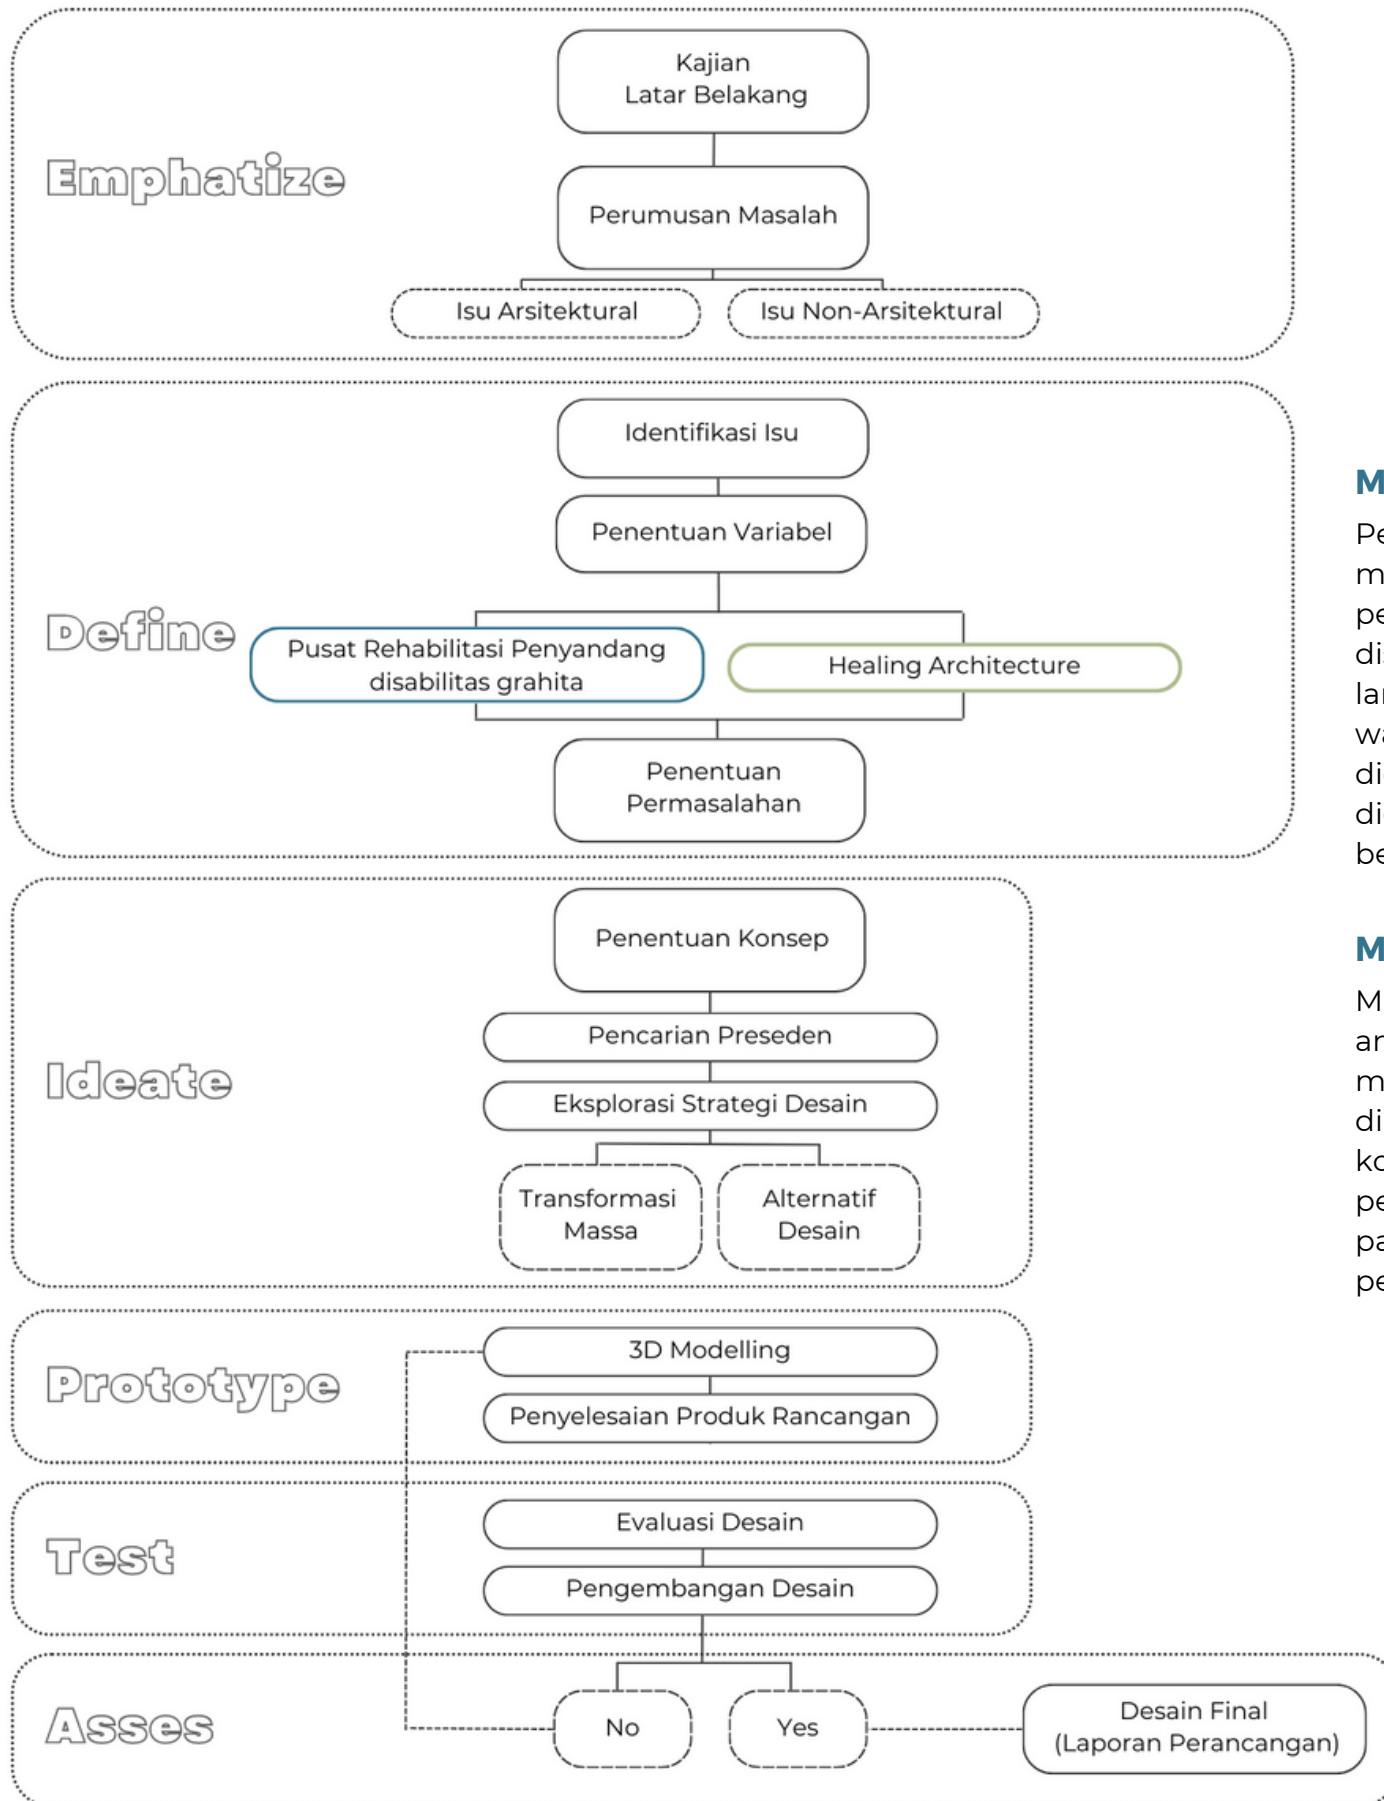 Emphatize
Kajian
Latar Belakang
Perumusan Masalah
Isu Arsitektural
Isu Non-Arsitektural
Define
Identifikasi Isu
Penentuan Variabel
Pusat Rehabilitasi Penyandang
disabilitas grahita
Healing Architecture
Penentuan
Permasalahan
Ideate
Penentuan Konsep
Pencarian Preseden
Eksplorasi Strategi Desain
Transformasi
Massa
Alternatif
Desain
Prototype
3D Modelling
Penyelesaian Produk Rancangan
Test
Evaluasi Desain
Pengembangan Desain
Asses
No
Yes
Desain Final
(Laporan Perancangan)